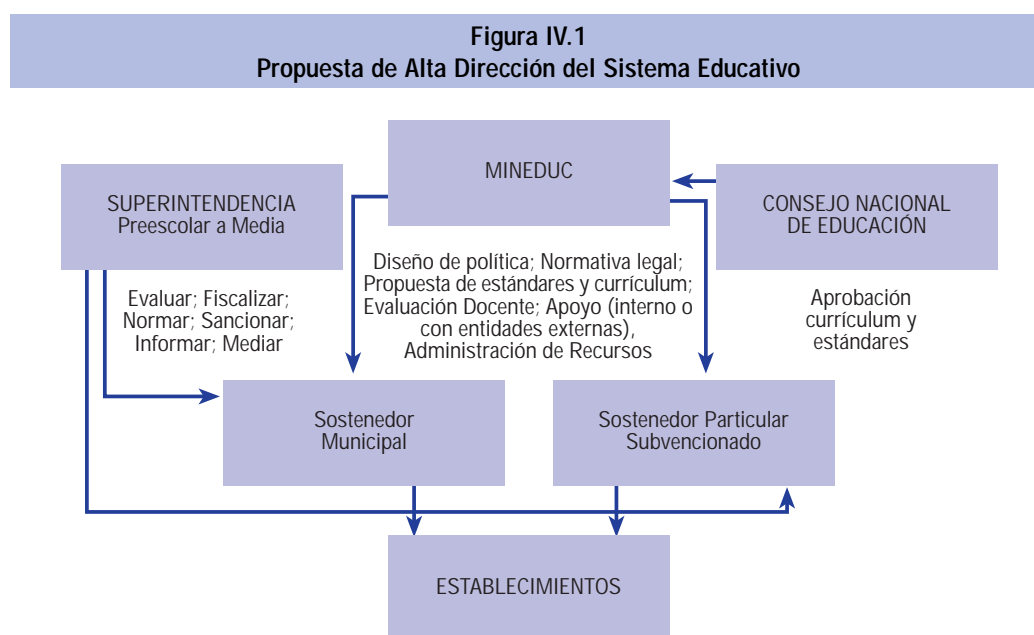 Figura IV.1
Propuesta de Alta Dirección del Sistema Educativo
MINEDUC
SUPERINTENDENCIA
Preescolar a Media
CONSEJO NACIONAL
DE EDUCACIÓN
Diseño de política; Normativa legal;
Propuesta de estándares y currículum;
Evaluación Docente; Apoyo (interno o
con entidades externas),
Administración de Recursos
Evaluar; Fiscalizar;
Normar; Sancionar;
Informar; Mediar
Aprobación
currículum y
estándares
Sostenedor
Municipal
Sostenedor Particular
Subvencionado
ESTABLECIMIENTOS